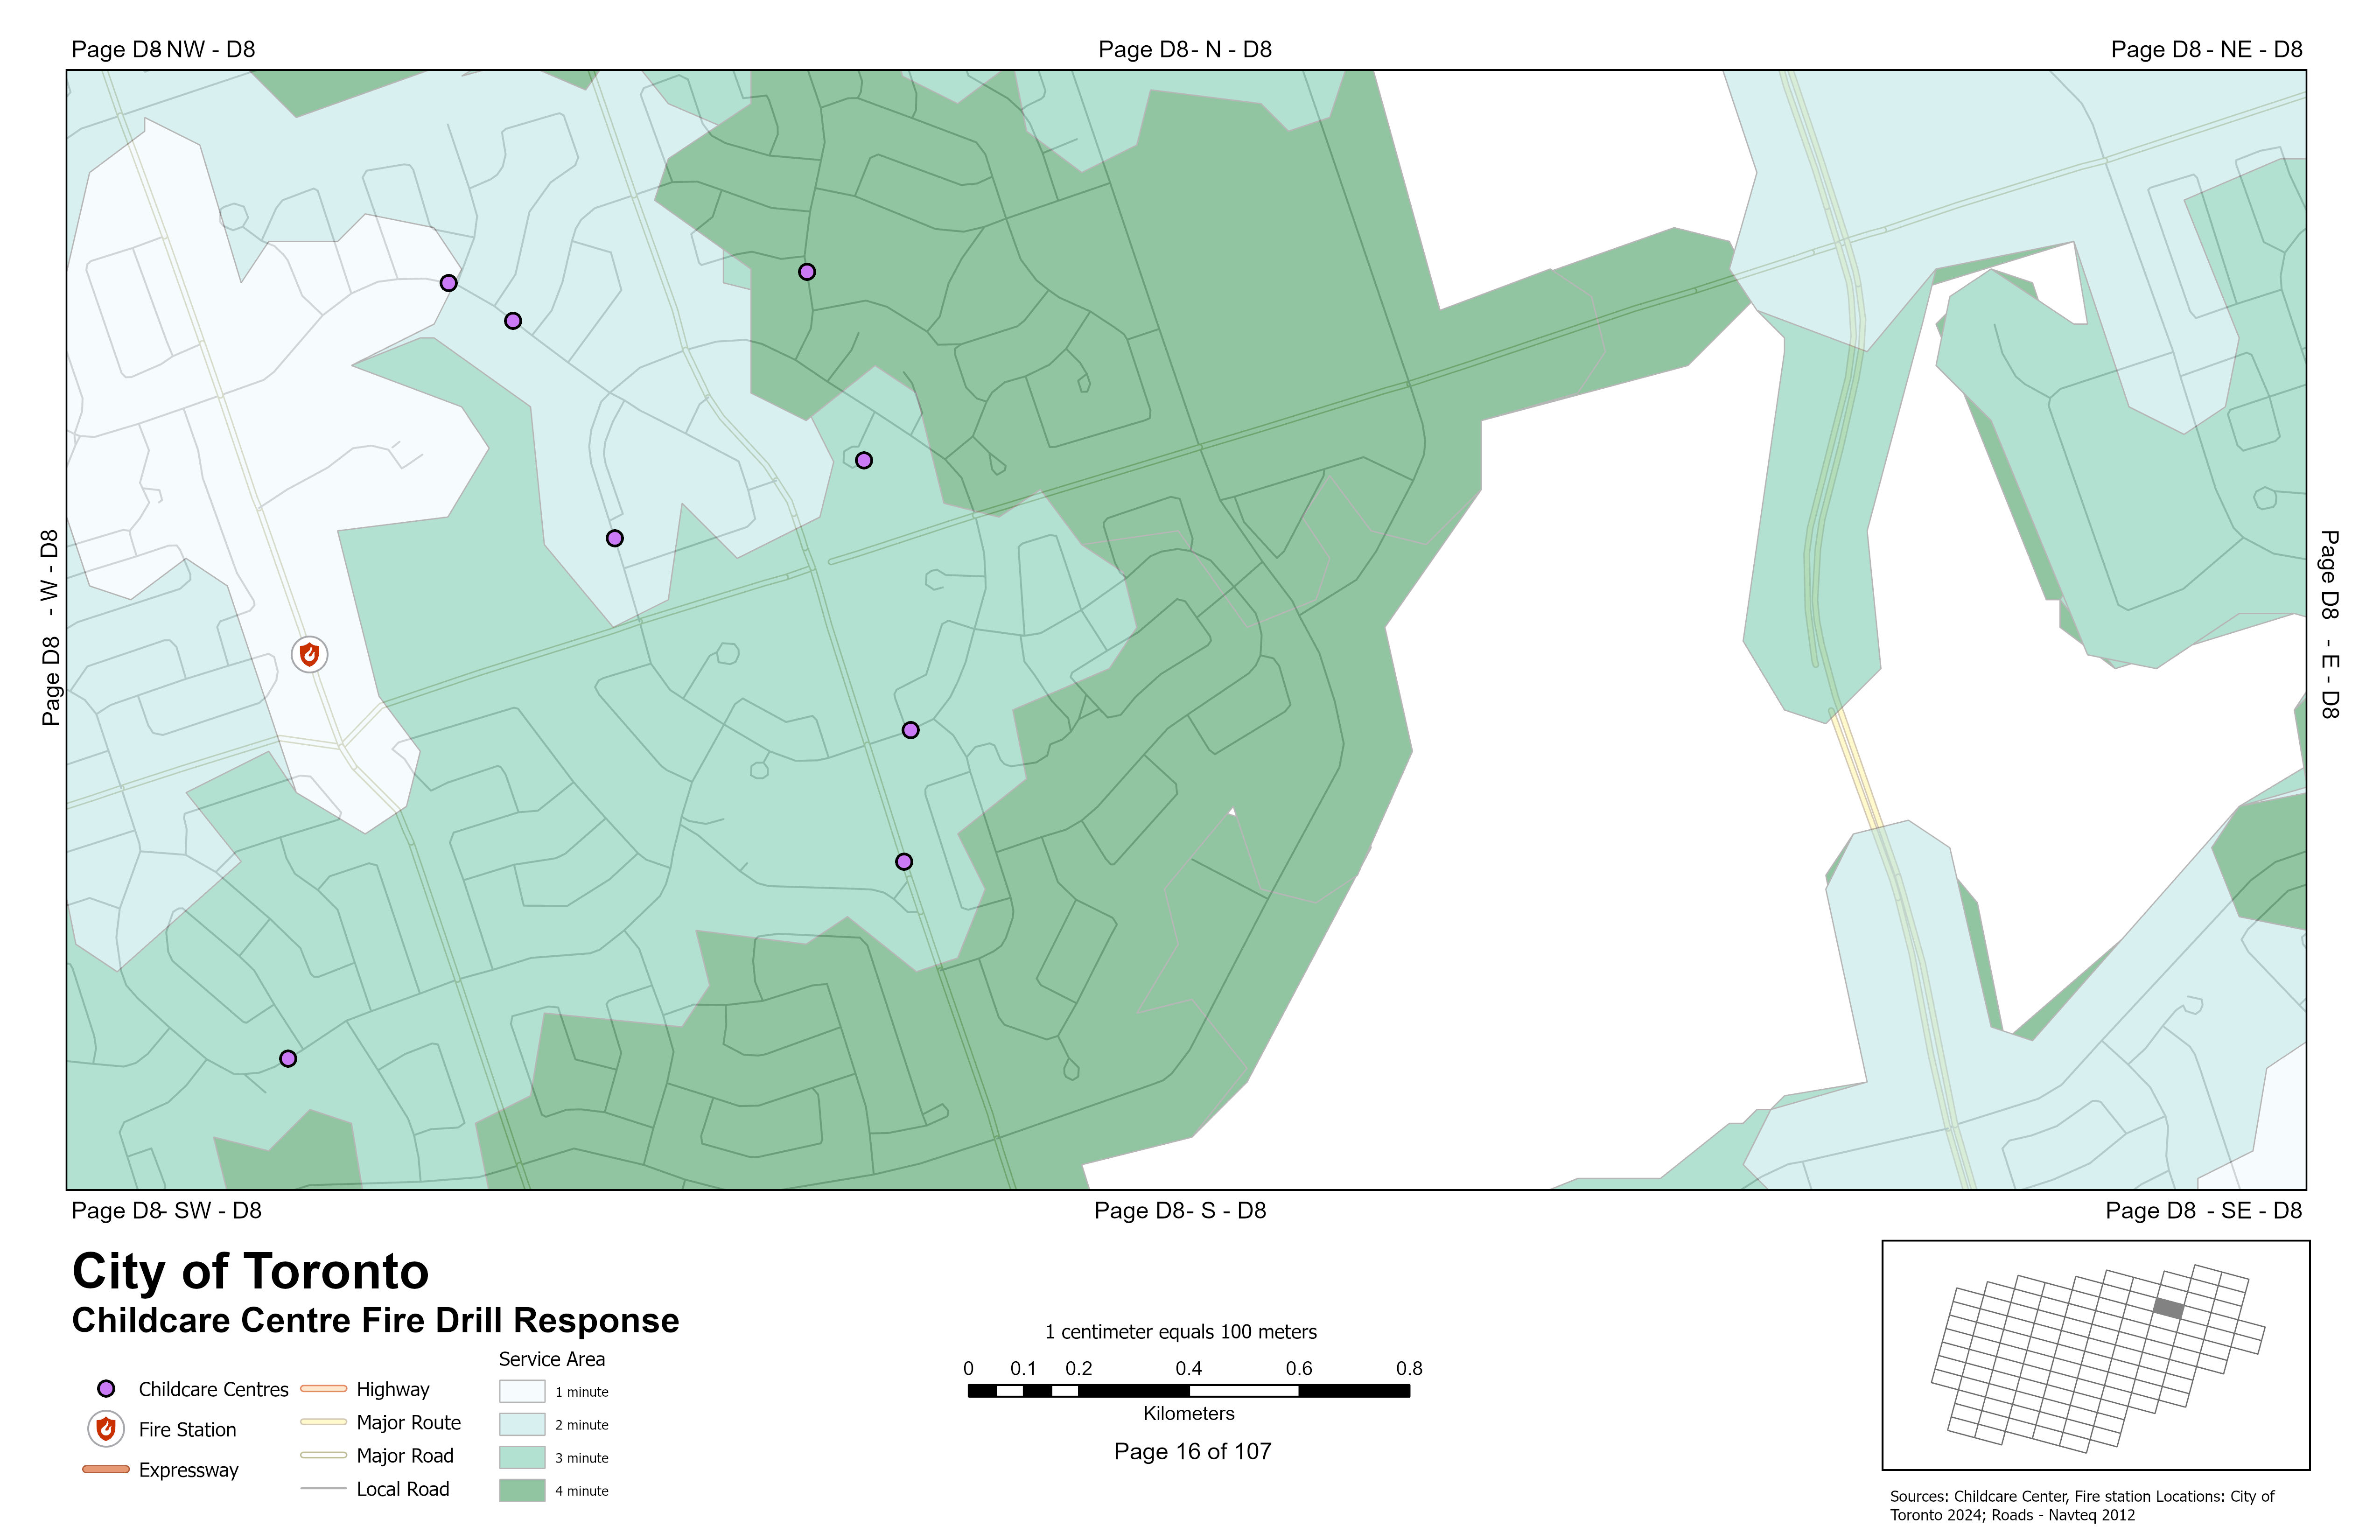 Page D8- NW - D8
Page D8- N - D8
Page D8 - NE - D8
Page D8 - W - D8
Page D8 - E - D8
Page D8- SW - D8
Page D8- S - D8
Page D8 - SE - D8
City of Toronto
Childcare Centre Fire Drill Response
Childcare Centres
Fire Station
Expressway
Highway
Major Route
Major Road
Local Road
Service Area
1 minute
2 minute
3 minute
4 minute
1 centimeter equals 100 meters
0 0.1 0.2 0.4 0.6 0.8
Kilometers
Page 16 of 107
Sources: Childcare Center, Fire station Locations: City of
Toronto 2024; Roads - Navteq 2012